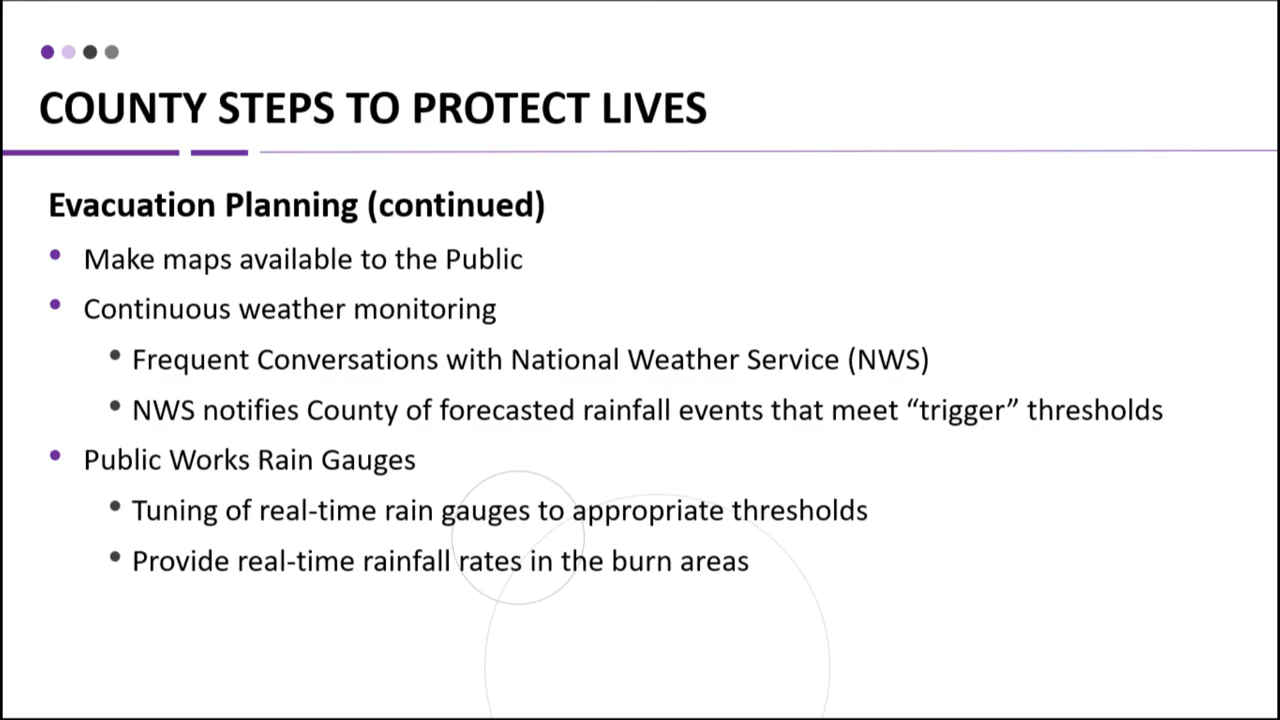 COUNTY STEPS TO PROTECT LIVES
Evacuation Planning (continued)
• Make maps available to the Public
• Continuous weather monitoring
• Frequent Conversations with National Weather Service (NWS)
• NWS notifies County of forecasted rainfall events that meet “trigger” thresholds
• Public Works Rain Gauges
• Tuning of real-time rain gauges to appropriate thresholds
• Provide real-time rainfall rates in the burn areas